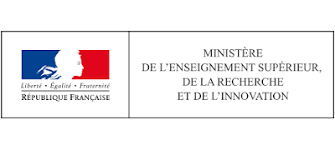 Liberté • Égalité • Fraternité
RÉPUBLIQUE FRANÇAISE
MINISTÈRE
DE L'ENSEIGNEMENT SUPÉRIEUR,
DE LA RECHERCHE
ET DE L'INNOVATION